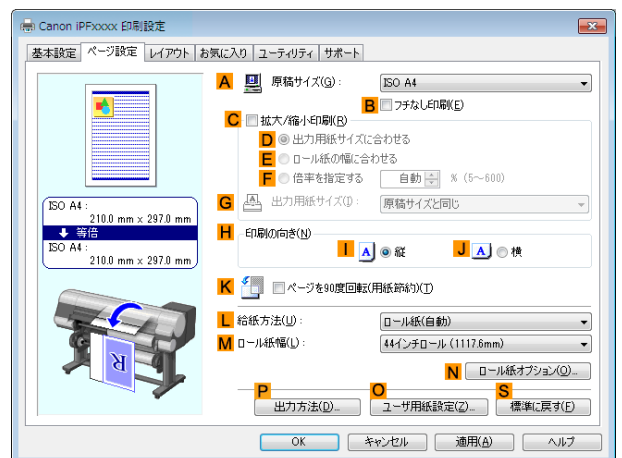 Canon iPFxxxx 印刷設定
基本設定 ページ設定 レイアウト お気に入り ユーティリティ サポート
A 原稿サイズ(G): ISO A4
B フチなし印刷(E)
C 拡大/縮小印刷(R)
D 出力用紙サイズに合わせる
E ロール紙の幅に合わせる
F 倍率を指定する 自動 % (5～600)
G A 出力用紙サイズ(I): 原稿サイズと同じ
ISO A4 :
210.0 mm × 297.0 mm
等倍
ISO A4 :
210.0 mm × 297.0 mm
H 印刷の向き(N)
I A 縦 J A 横
K ページを90度回転(用紙節約)(T)
L 給紙方法(U): ロール紙(自動)
M ロール紙幅(L): 44インチロール (1117.6mm)
R
N ロール紙オプション(O)...
P O S
出力方法(D)... ユーザ用紙設定(Z)... 標準に戻す(F)
OK キャンセル 適用(A) ヘルプ